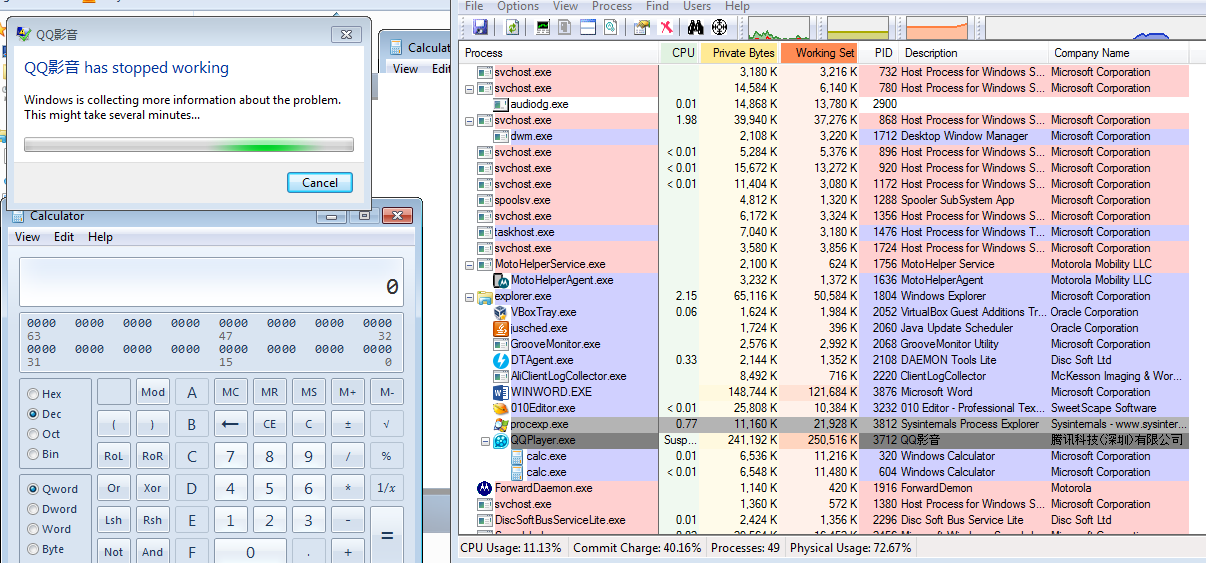 QQ影音
QQ影音 has stopped working
Windows is collecting more information about the problem.
This might take several minutes...
Cancel
View
Calculator
View Edit Help
0
0000 0000 0000 0000 0000 0000 0000 0000
63 47 32
0000 0000 0000 0000 0000 0000 0000 0000
31 15 0
Hex
Dec
Oct
Bin
Qword
Dword
Word
Byte
Mod A MC MR MS M+ M-
( ) B ← CE C ± √
RoL RoR C 7 8 9 / %
Or Xor D 4 5 6 * 1/x
Lsh Rsh E 1 2 3 - =
Not And F 0 . +
File Options View Process Find Users Help
Process CPU Private Bytes Working Set PID Description Company Name
svchost.exe 3,180 K 3,216 K 732 Host Process for Windows S... Microsoft Corporation
svchost.exe 14,584 K 6,140 K 780 Host Process for Windows S... Microsoft Corporation
audiodg.exe 0.01 14,868 K 13,780 K 2900
svchost.exe 1.98 39,940 K 37,276 K 868 Host Process for Windows S... Microsoft Corporation
dwm.exe 2,108 K 3,220 K 1712 Desktop Window Manager Microsoft Corporation
svchost.exe < 0.01 5,284 K 5,376 K 896 Host Process for Windows S... Microsoft Corporation
svchost.exe < 0.01 15,672 K 13,272 K 920 Host Process for Windows S... Microsoft Corporation
svchost.exe < 0.01 11,404 K 3,080 K 1172 Host Process for Windows S... Microsoft Corporation
spoolsv.exe 4,812 K 1,320 K 1288 Spooler SubSystem App Microsoft Corporation
svchost.exe 6,172 K 3,324 K 1356 Host Process for Windows S... Microsoft Corporation
taskhost.exe 7,040 K 3,180 K 1476 Host Process for Windows T... Microsoft Corporation
svchost.exe 3,580 K 3,856 K 1724 Host Process for Windows S... Microsoft Corporation
MotoHelperService.exe 2,100 K 624 K 1756 MotoHelper Service Motorola Mobility LLC
MotoHelperAgent.exe 3,232 K 1,372 K 1636 MotoHelperAgent Motorola Mobility LLC
explorer.exe 2.15 65,116 K 50,584 K 1804 Windows Explorer Microsoft Corporation
VBoxTray.exe 0.06 1,624 K 1,984 K 2052 VirtualBox Guest Additions Tr... Oracle Corporation
jusched.exe 1,724 K 396 K 2060 Java Update Scheduler Oracle Corporation
GrooveMonitor.exe 2,576 K 2,992 K 2068 GrooveMonitor Utility Microsoft Corporation
DTAgent.exe 0.33 2,144 K 1,352 K 2108 DAEMON Tools Lite Disc Soft Ltd
AliClientLogCollector.exe 8,492 K 716 K 2220 ClientLogCollector McKesson Imaging & Wor...
WINWORD.EXE 148,744 K 121,684 K 3876 Microsoft Word Microsoft Corporation
010Editor.exe < 0.01 25,808 K 10,384 K 3232 010 Editor - Professional Tex... SweetScape Software
procexp.exe 0.77 11,160 K 21,928 K 3812 Sysinternals Process Explorer Sysinternals - www.sysinter...
QQPlayer.exe Susp... 241,192 K 250,516 K 3712 QQ影音 腾讯科技(深圳)有限公司
calc.exe 0.01 6,536 K 11,216 K 320 Windows Calculator Microsoft Corporation
calc.exe < 0.01 6,548 K 11,480 K 604 Windows Calculator Microsoft Corporation
ForwardDaemon.exe 1,140 K 420 K 1916 ForwardDemon Motorola
svchost.exe 1,360 K 572 K 1380 Host Process for Windows S... Microsoft Corporation
DiscSoftBusServiceLite.exe 0.01 2,424 K 1,356 K 2296 Disc Soft Bus Service Lite Disc Soft Ltd
CPU Usage: 11.13% Commit Charge: 40.16% Processes: 49 Physical Usage: 72.67%